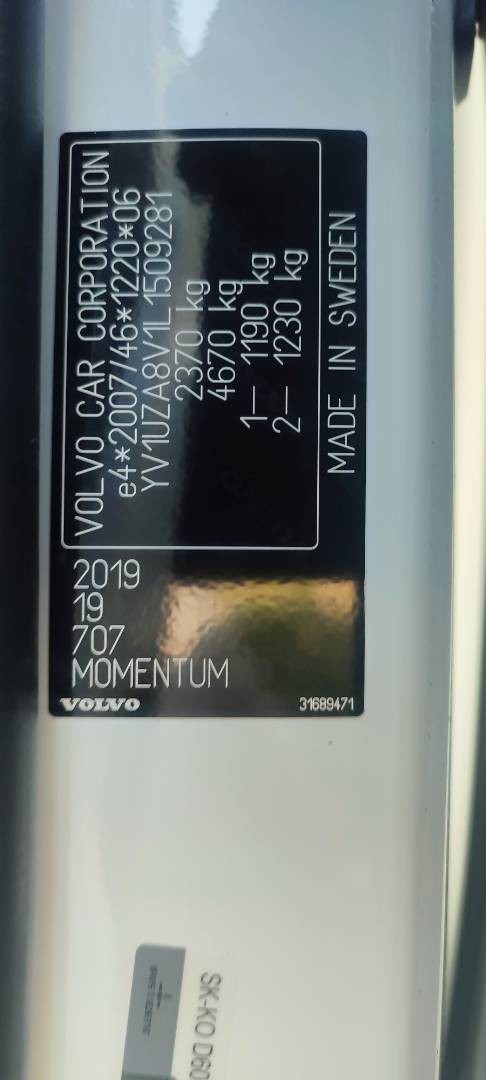 VOLVO CAR CORPORATION
e4*2007/46*1220*06
YV1UZA8V1L1509281
2370 kg
4670 kg
1— 1190 kg
2— 1230 kg
MADE IN SWEDEN
2019
19
707
MOMENTUM
VOLVO
31689471
SK-KO D60